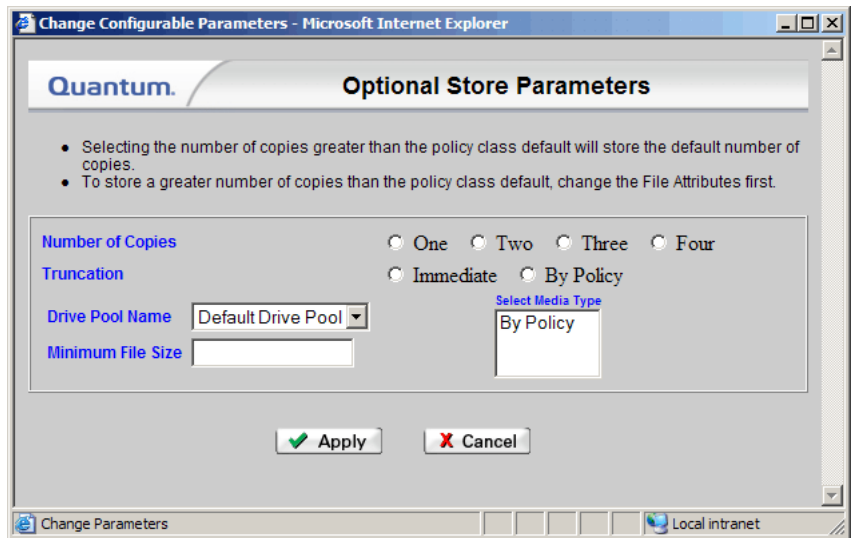 Change Configurable Parameters - Microsoft Internet Explorer
Quantum.
Optional Store Parameters
• Selecting the number of copies greater than the policy class default will store the default number of
copies.
• To store a greater number of copies than the policy class default, change the File Attributes first.
Number of Copies One Two Three Four
Truncation Immediate By Policy
Select Media Type
Drive Pool Name Default Drive Pool By Policy
Minimum File Size
Apply Cancel
Change Parameters Local intranet